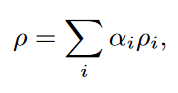 ρ = ∑_i α_i ρ_i,